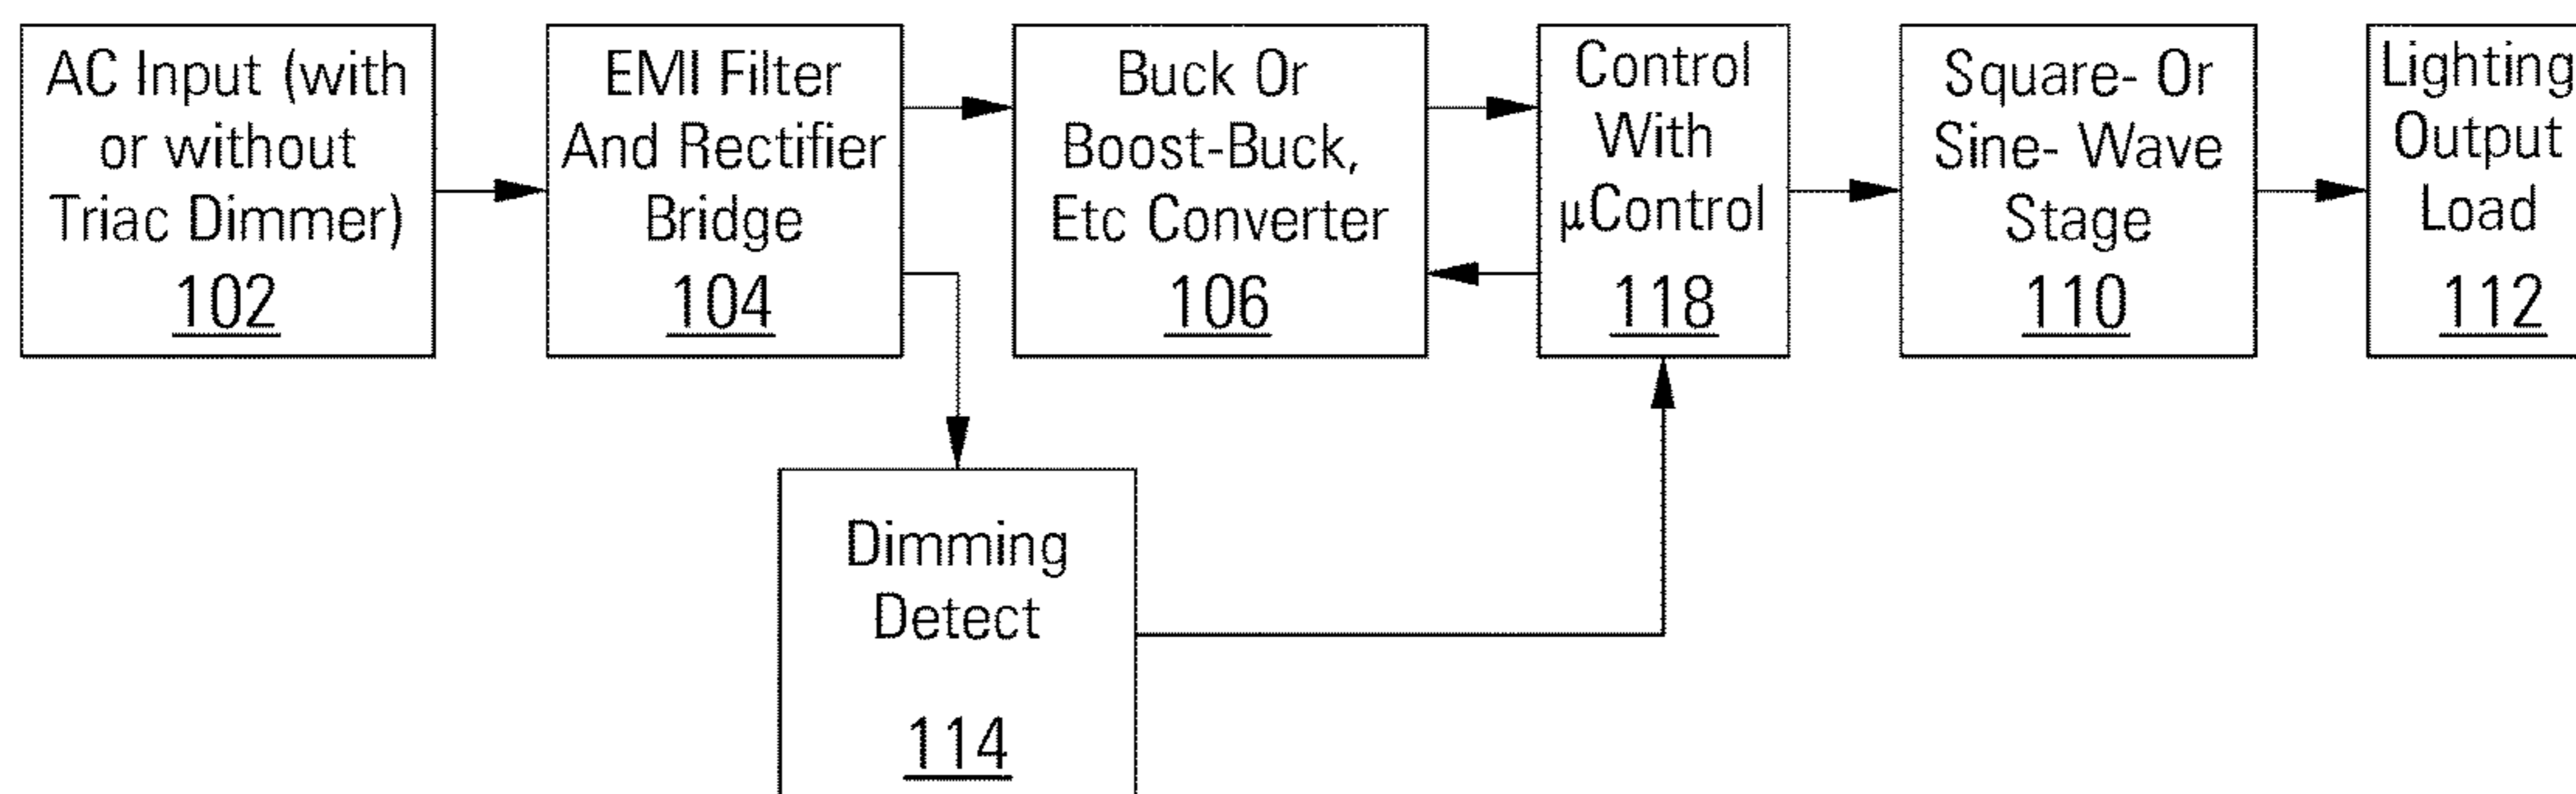 AC Input (with
or without
Triac Dimmer)
102
EMI Filter
And Rectifier
Bridge
104
Buck Or
Boost-Buck,
Etc Converter
106
Control
With
μControl
118
Square- Or
Sine- Wave
Stage
110
Lighting
Output
Load
112
Dimming
Detect
114